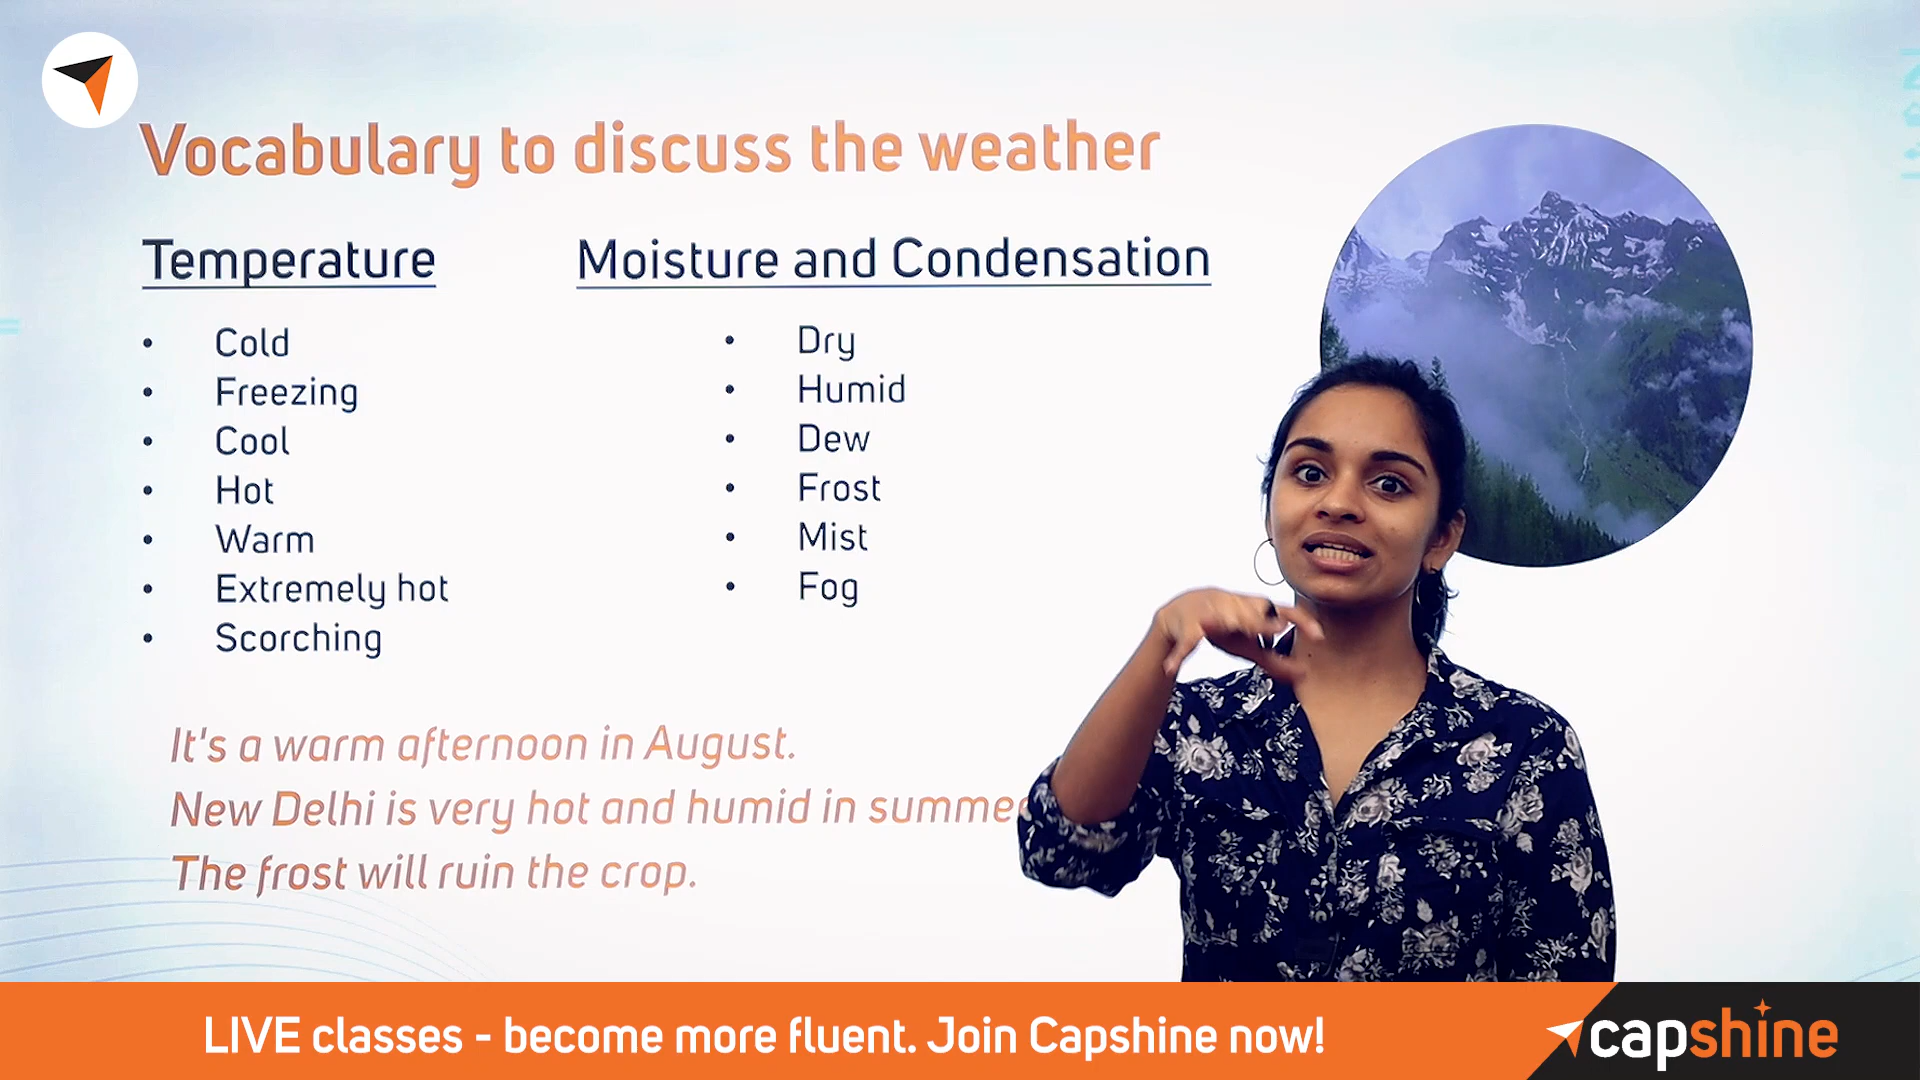 Vocabulary to discuss the weather
Temperature
Cold
Freezing
Cool
Hot
Warm
Extremely hot
Scorching
Moisture and Condensation
Dry
Humid
Dew
Frost
Mist
Fog
It's a warm afternoon in August.
New Delhi is very hot and humid in summe
The frost will ruin the crop.
LIVE classes - become more fluent. Join Capshine now!
capshine